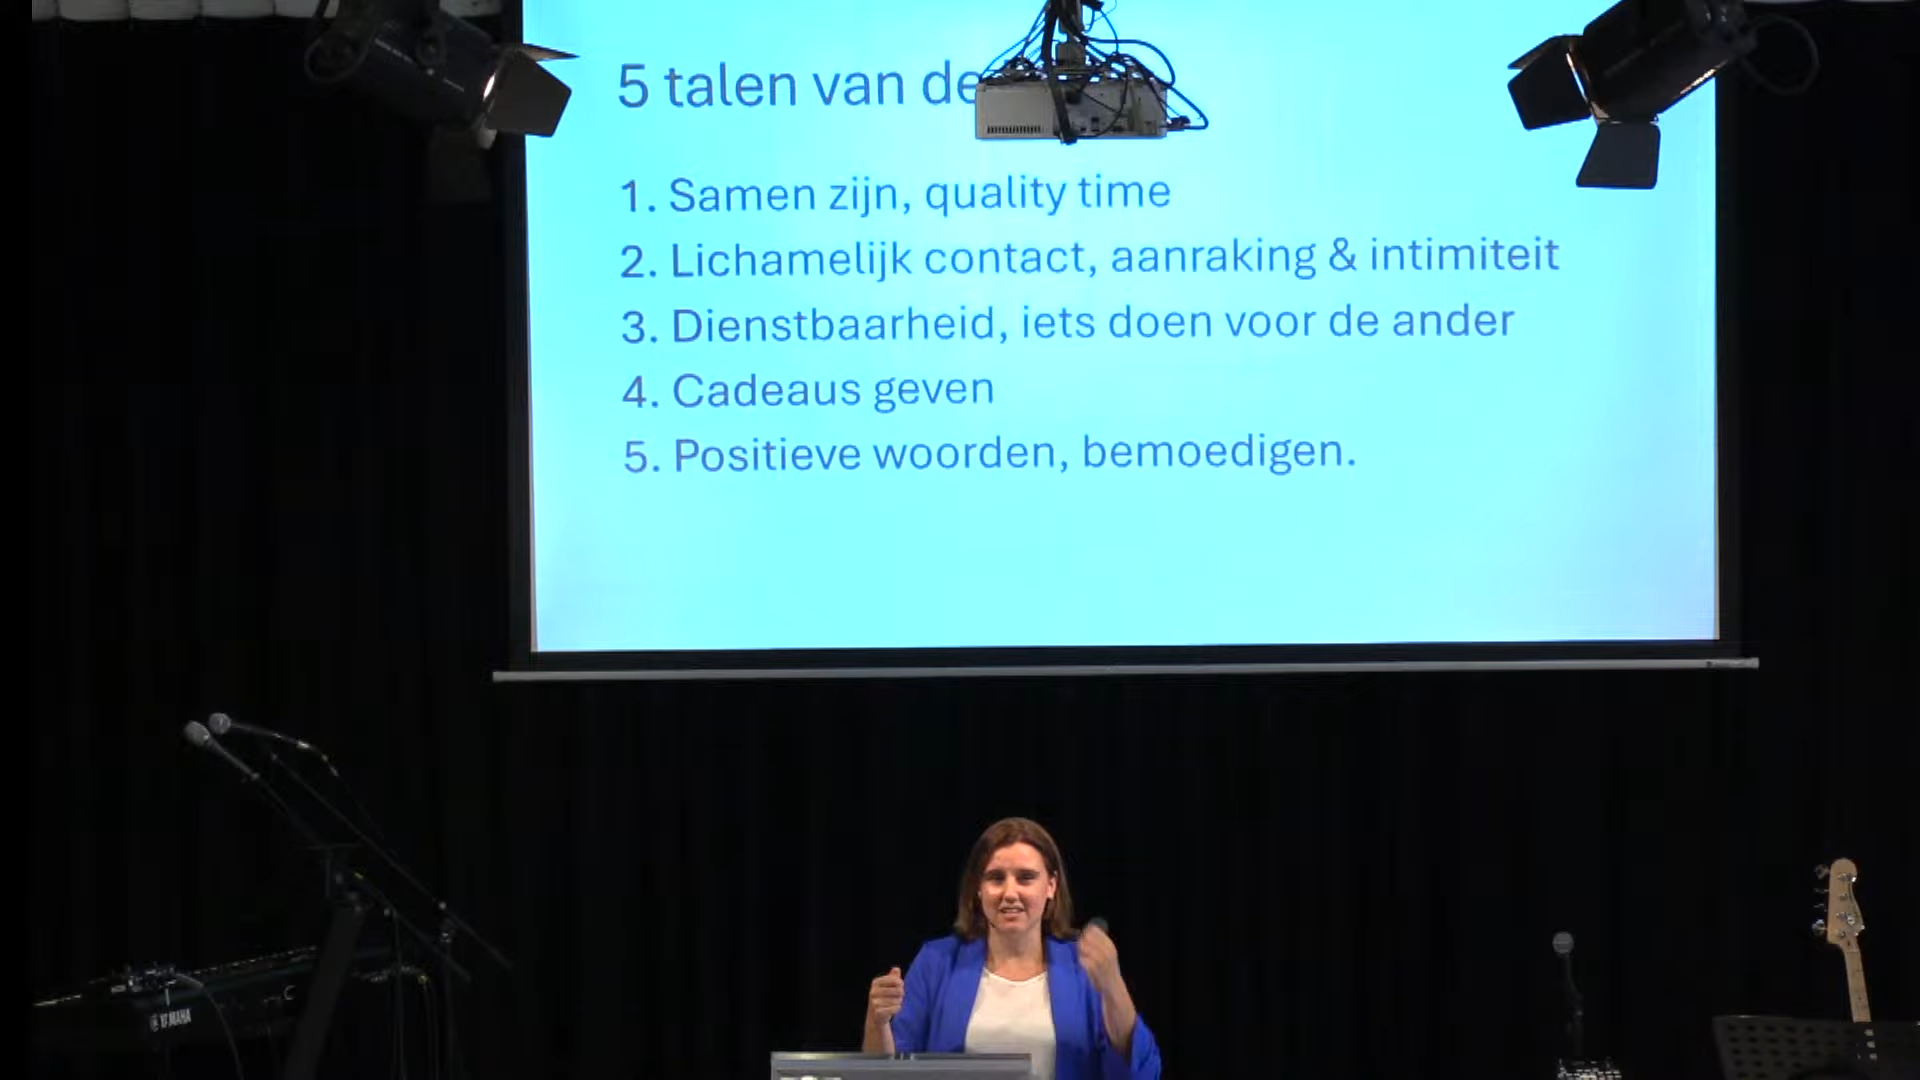 5 talen van de
1. Samen zijn, quality time
2. Lichamelijk contact, aanraking & intimiteit
3. Dienstbaarheid, iets doen voor de ander
4. Cadeaus geven
5. Positieve woorden, bemoedigen.
YAMAHA